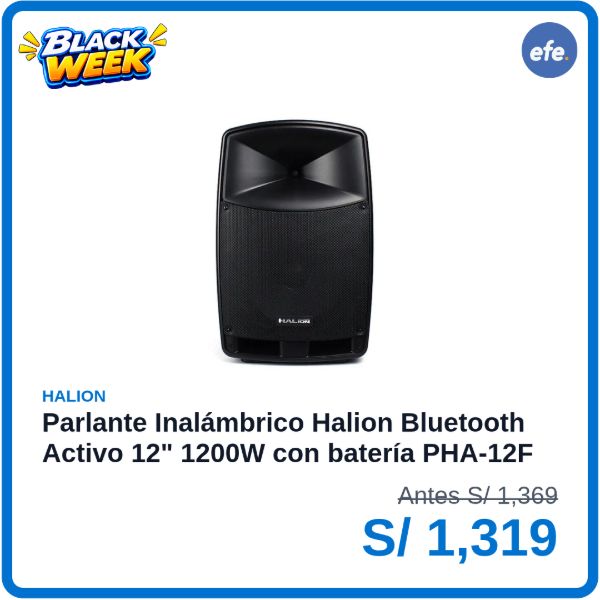 BLACK
WEEK
efe.
HALION
HALION
Parlante Inalámbrico Halion Bluetooth
Activo 12" 1200W con batería PHA-12F
Antes S/ 1,369
S/ 1,319